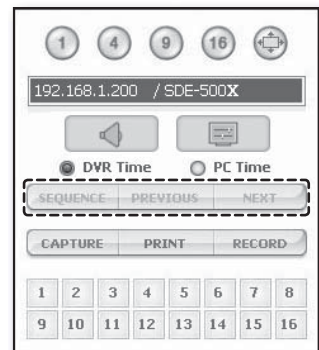 1 4 9 16
192.168.1.200 / SDE-500X
DVR Time PC Time
SEQUENCE PREVIOUS NEXT
CAPTURE PRINT RECORD
1 2 3 4 5 6 7 8
9 10 11 12 13 14 15 16